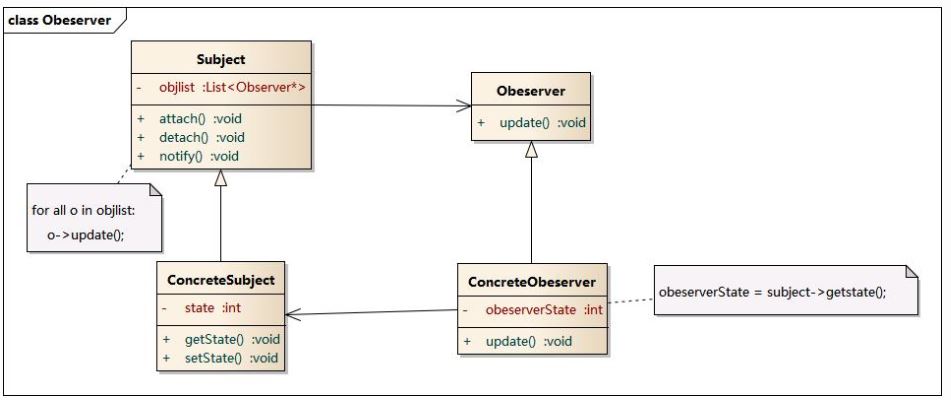 class Obeserver
Subject
- objlist :List<Observer*>
+ attach() :void
+ detach() :void
+ notify() :void
Obeserver
+ update() :void
for all o in objlist:
o->update();
ConcreteSubject
- state :int
+ getState() :void
+ setState() :void
ConcreteObeserver
- obeserverState :int
+ update() :void
obeserverState = subject->getstate();